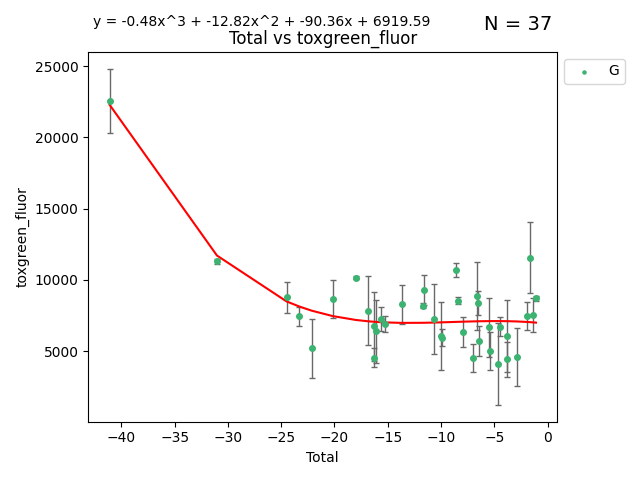 y = -0.48x^3 + -12.82x^2 + -90.36x + 6919.59
N = 37
Total vs toxgreen_fluor
G
25000
20000
15000
10000
5000
toxgreen_fluor
−40
−35
−30
−25
−20
−15
−10
−5
0
Total